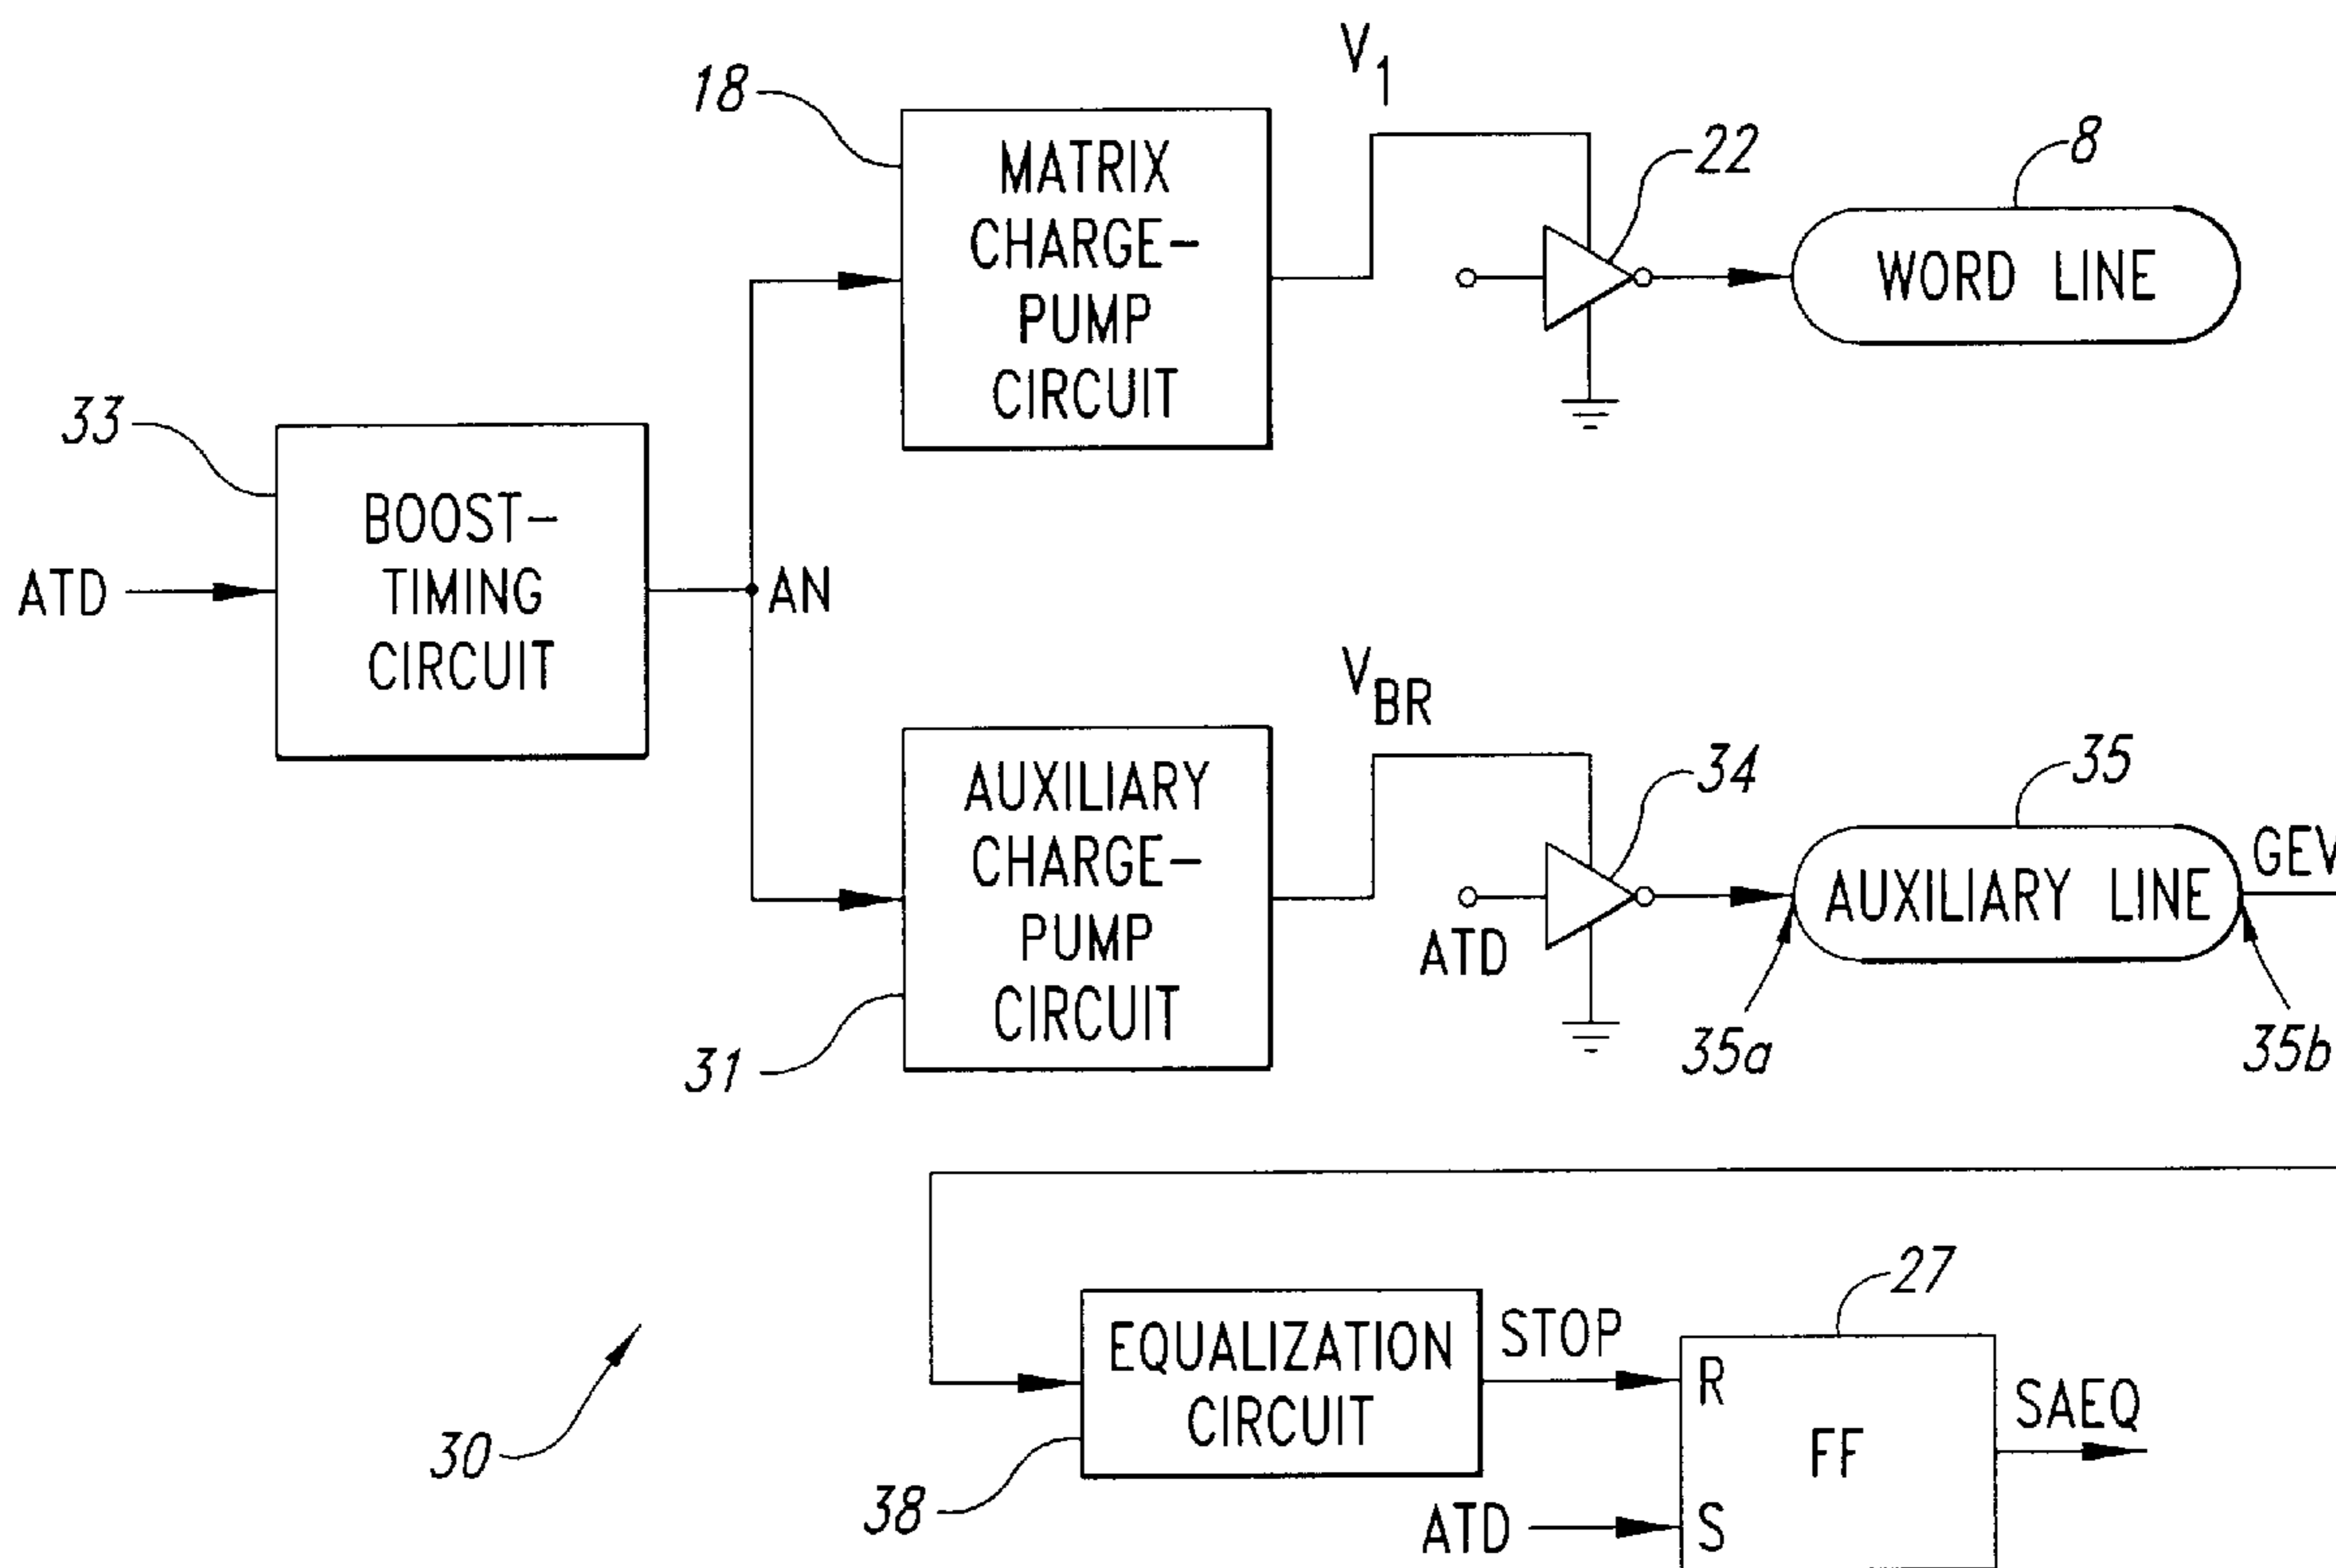 V1
18
MATRIX
CHARGE-
PUMP
CIRCUIT
22
8
WORD LINE
33
BOOST-
TIMING
CIRCUIT
ATD
AN
VBR
AUXILIARY
CHARGE-
PUMP
CIRCUIT
31
34
ATD
35
AUXILIARY LINE
GEV
35a
35b
EQUALIZATION
CIRCUIT
38
STOP
27
R
FF
S
SAEQ
ATD
30